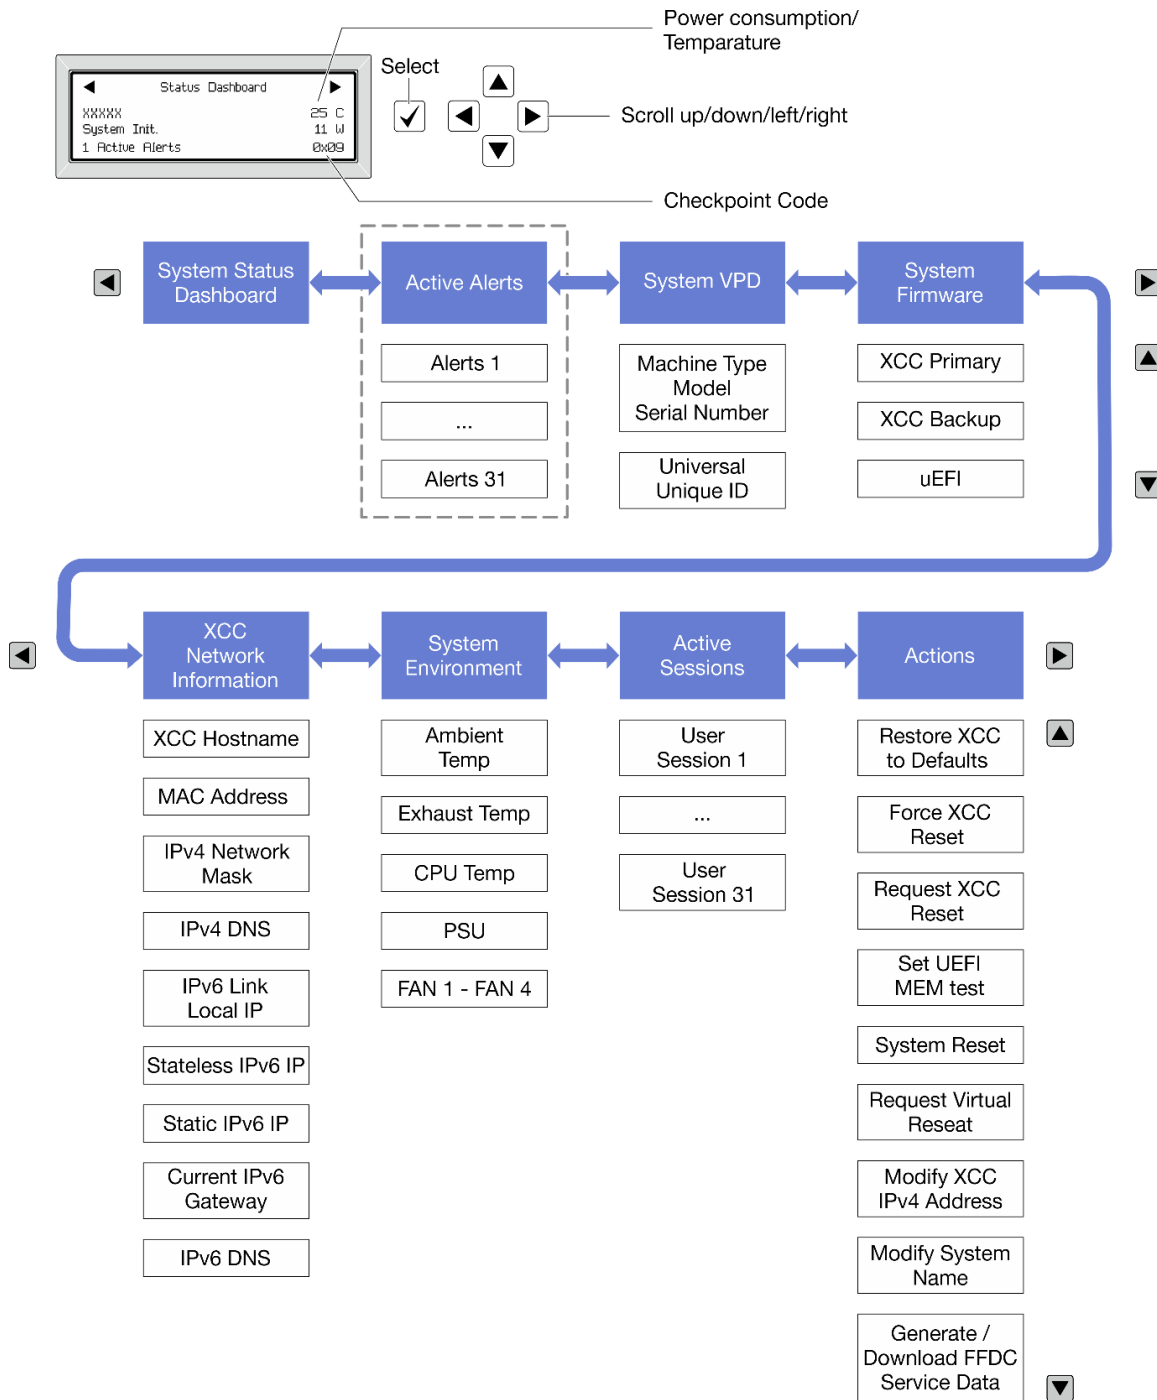 Power consumption/
Temparature
Select
Status Dashboard
XXXXX 25 C
System Init. 11 W
1 Active Alerts 0x09
Scroll up/down/left/right
Checkpoint Code
System Status
Dashboard
Active Alerts
System VPD
System
Firmware
Alerts 1
...
Alerts 31
Machine Type
Model
Serial Number
Universal
Unique ID
XCC Primary
XCC Backup
uEFI
XCC
Network
Information
System
Environment
Active
Sessions
Actions
XCC Hostname
MAC Address
IPv4 Network
Mask
IPv4 DNS
IPv6 Link
Local IP
Stateless IPv6 IP
Static IPv6 IP
Current IPv6
Gateway
IPv6 DNS
Ambient
Temp
Exhaust Temp
CPU Temp
PSU
FAN 1 - FAN 4
User
Session 1
...
User
Session 31
Restore XCC
to Defaults
Force XCC
Reset
Request XCC
Reset
Set UEFI
MEM test
System Reset
Request Virtual
Reseat
Modify XCC
IPv4 Address
Modify System
Name
Generate /
Download FFDC
Service Data